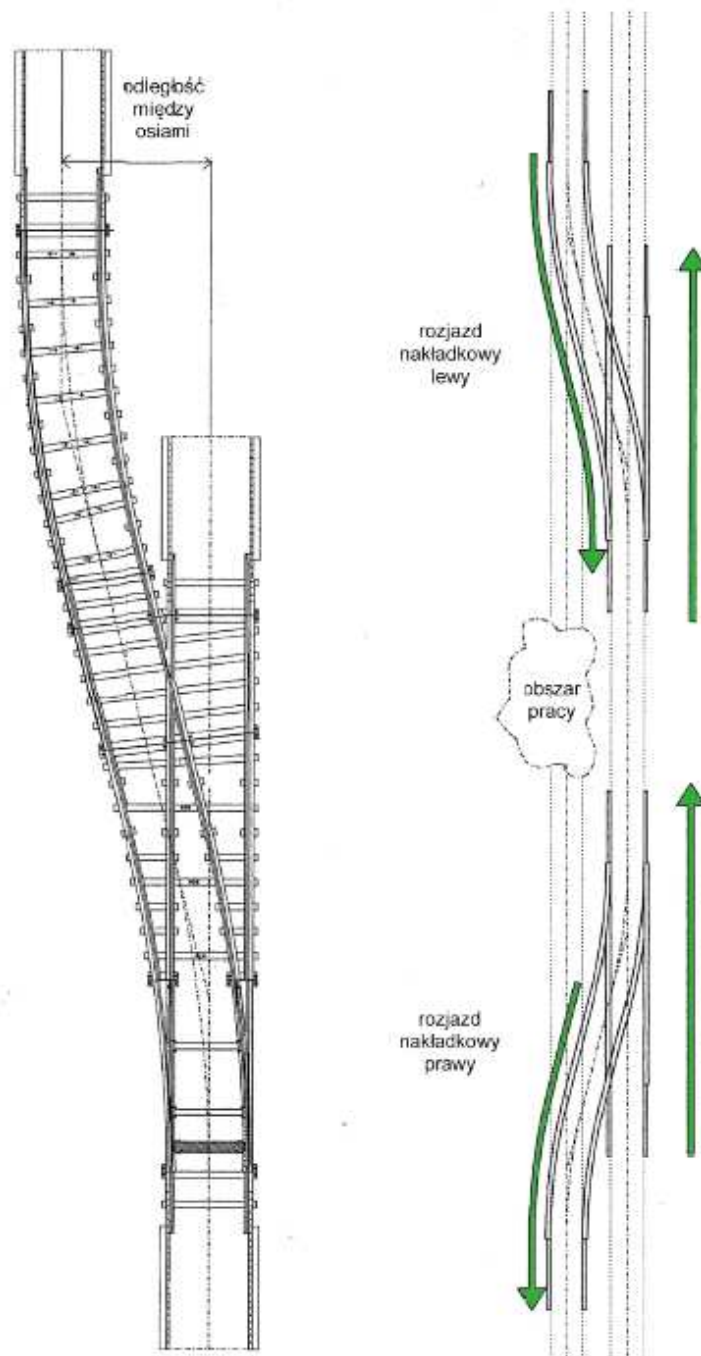 odległość
między
osiami
rozjazd
nakładkowy
lewy
obszar
pracy
rozjazd
nakładkowy
prawy